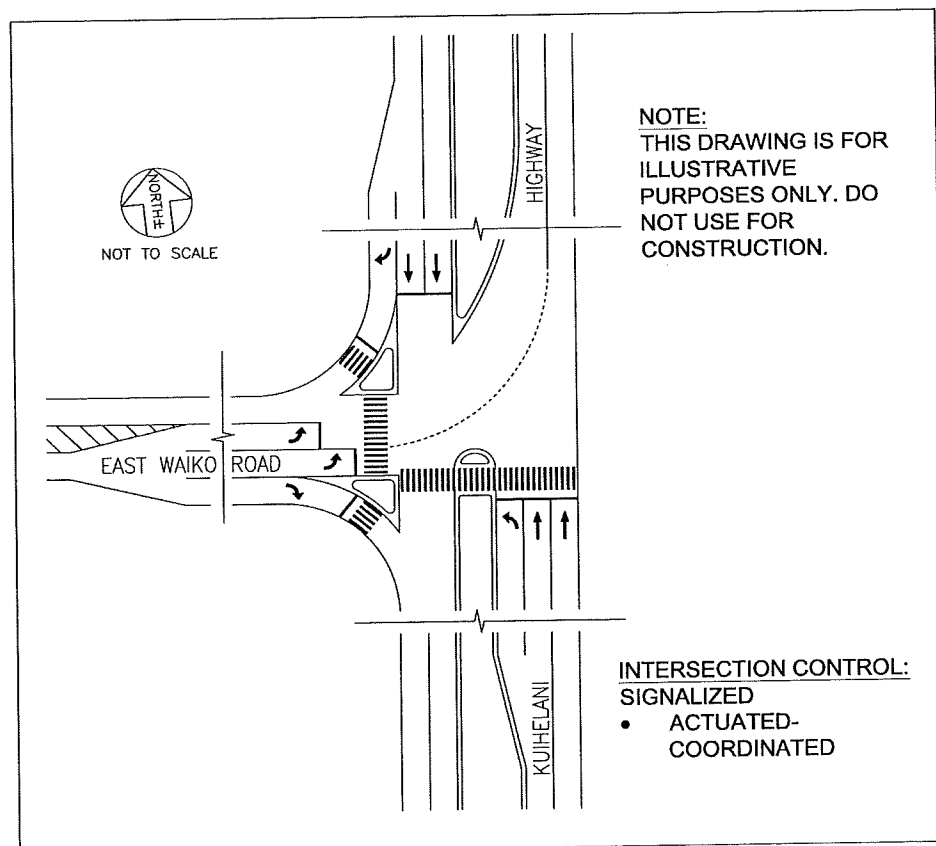 HIGHWAY
NOTE:
THIS DRAWING IS FOR
ILLUSTRATIVE
PURPOSES ONLY. DO
NOT USE FOR
CONSTRUCTION.
NORTH±
NOT TO SCALE
EAST WAIKO ROAD
KUIHELANI
INTERSECTION CONTROL:
SIGNALIZED
• ACTUATED-
COORDINATED